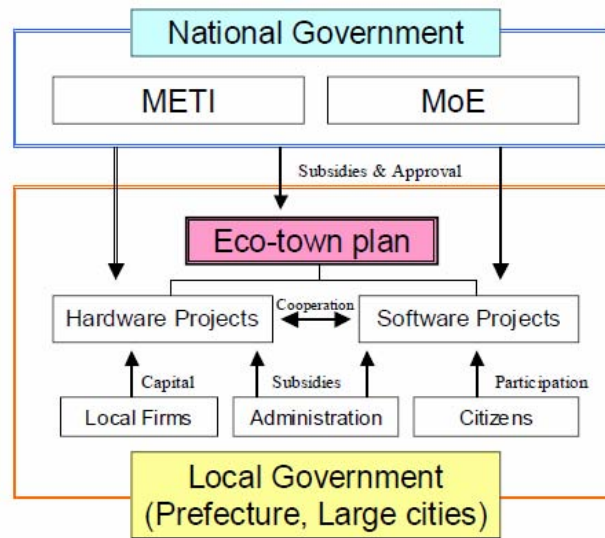 National Government
METI
MoE
Subsidies & Approval
Eco-town plan
Hardware Projects
Cooperation
Software Projects
Capital
Subsidies
Participation
Local Firms
Administration
Citizens
Local Government
(Prefecture, Large cities)